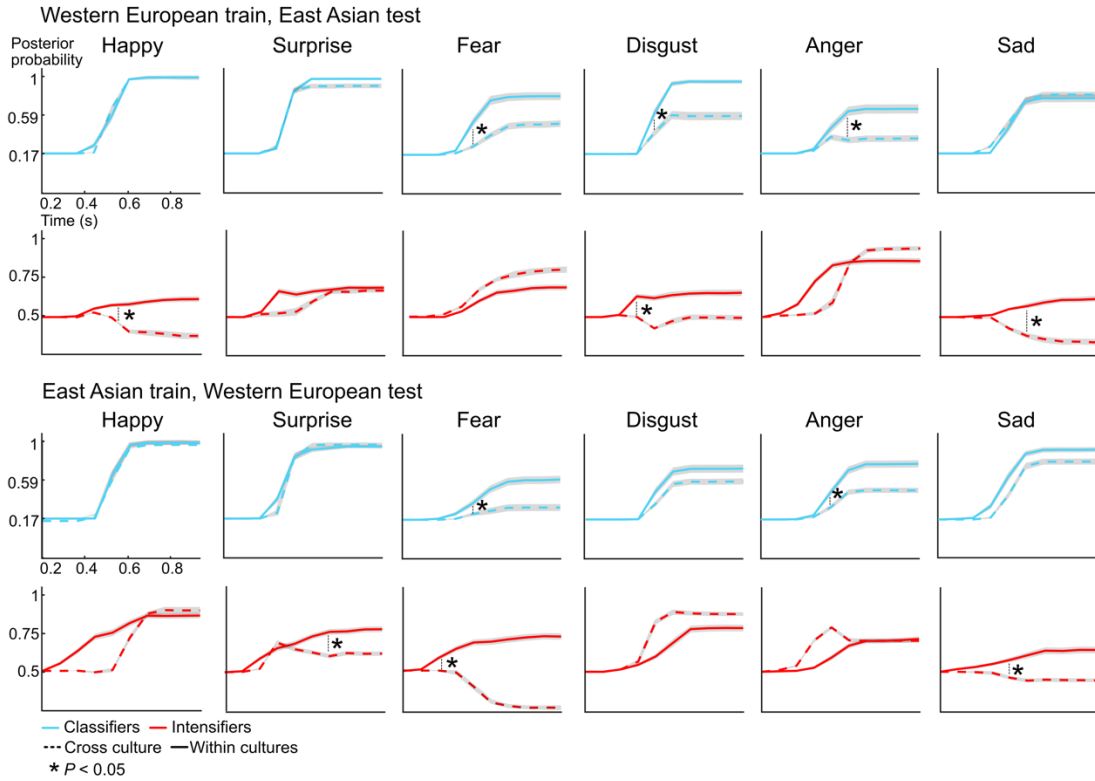 Western European train, East Asian test
Posterior probability
Happy Surprise Fear Disgust Anger Sad
1
0.59
* * *
0.17
0.2 0.4 0.6 0.8
Time (s)
1
0.75
0.5
* * *
East Asian train, Western European test
Happy Surprise Fear Disgust Anger Sad
1
0.59
* *
0.17
0.2 0.4 0.6 0.8
1
0.75
* * *
0.5
Classifiers Intensifiers
Cross culture Within cultures
* P < 0.05